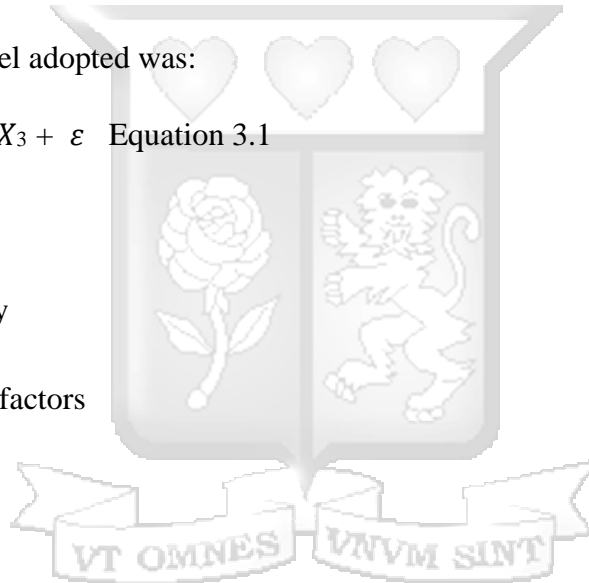 el adopted was:
X₃ + ε Equation 3.1
y
factors
VT OMNES VNVM SINT